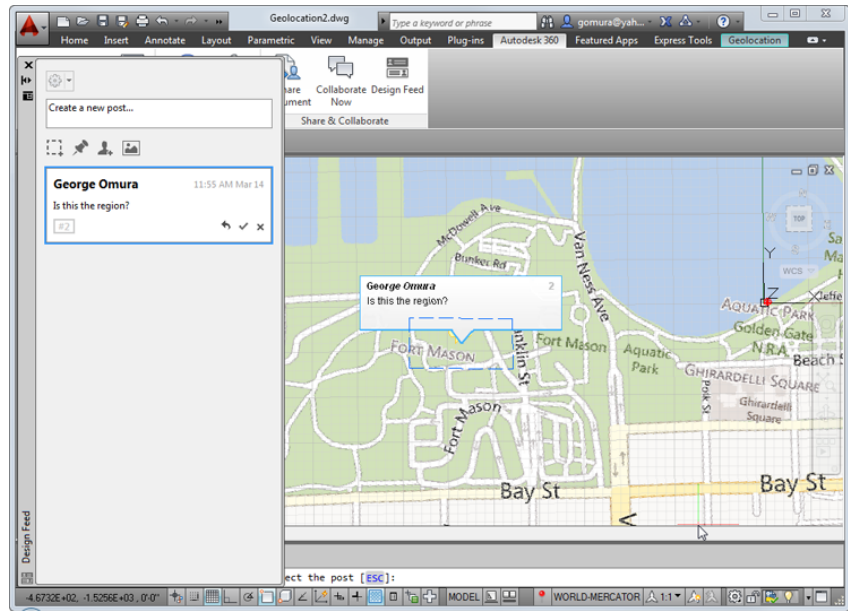 Geolocation2.dwg
Type a keyword or phrase
gomura@yah...
Home Insert Annotate Layout Parametric View Manage Output Plug-ins Autodesk 360 Featured Apps Express Tools Geolocation
Collaborate Now
Design Feed
Share & Collaborate
Create a new post...
George Omura 11:55 AM Mar 14
Is this the region?
#2
McDowell Ave
Bunker Rd
Van Ness Ave
George Omura 2
Is this the region?
FORT MASON
Fort Mason
Fort Mason
Aquatic Park
AQUATIC PARK
Golden Gate
N.R.A.
Beach S
GHIRARDELLI SQUARE
Polk St
Ghirardelli
Square
Bay St
Bay St
TOP
WCS
Y
Z
X
Design Feed
ect the post [ESC]:
-4.6732E+02, -1.5256E+03, 0'-0" MODEL WORLD-MERCATOR 1:1